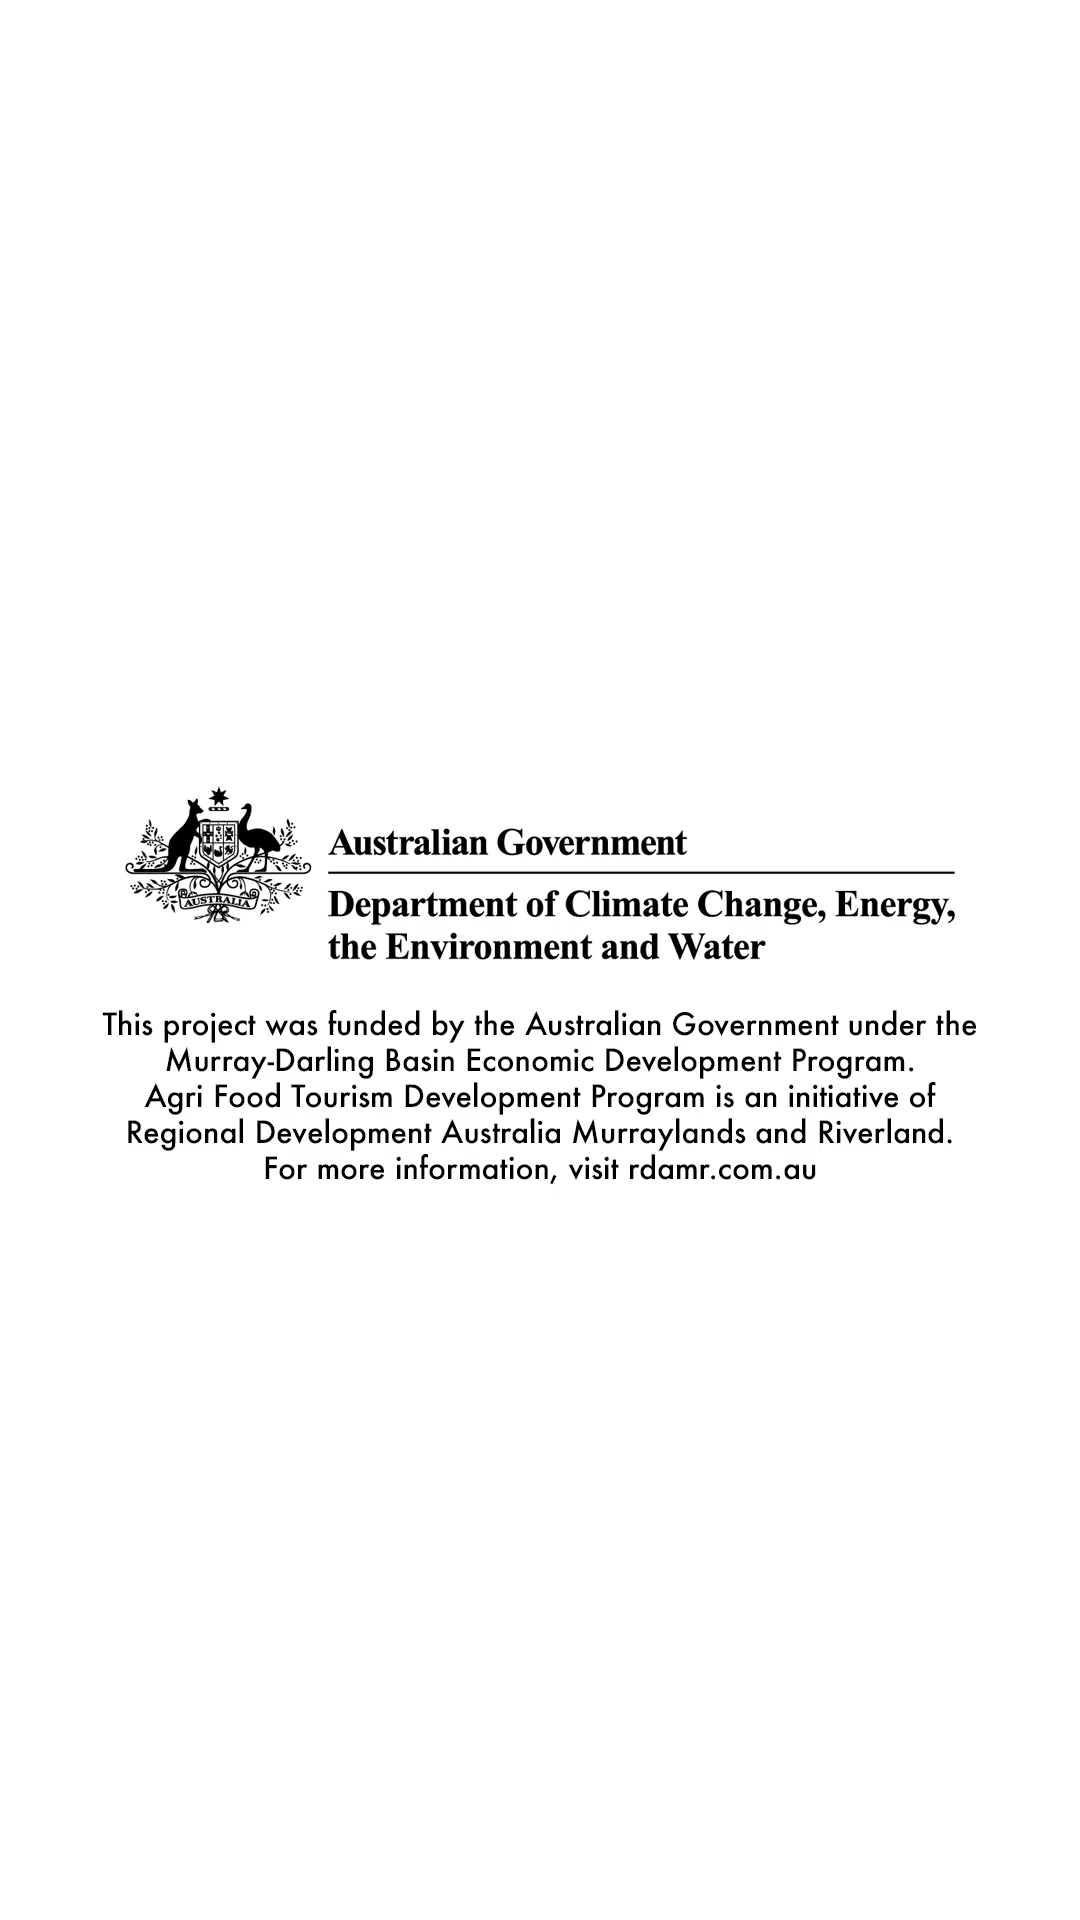 AUSTRALIA
Australian Government
Department of Climate Change, Energy,
the Environment and Water
This project was funded by the Australian Government under the
Murray-Darling Basin Economic Development Program.
Agri Food Tourism Development Program is an initiative of
Regional Development Australia Murraylands and Riverland.
For more information, visit rdamr.com.au